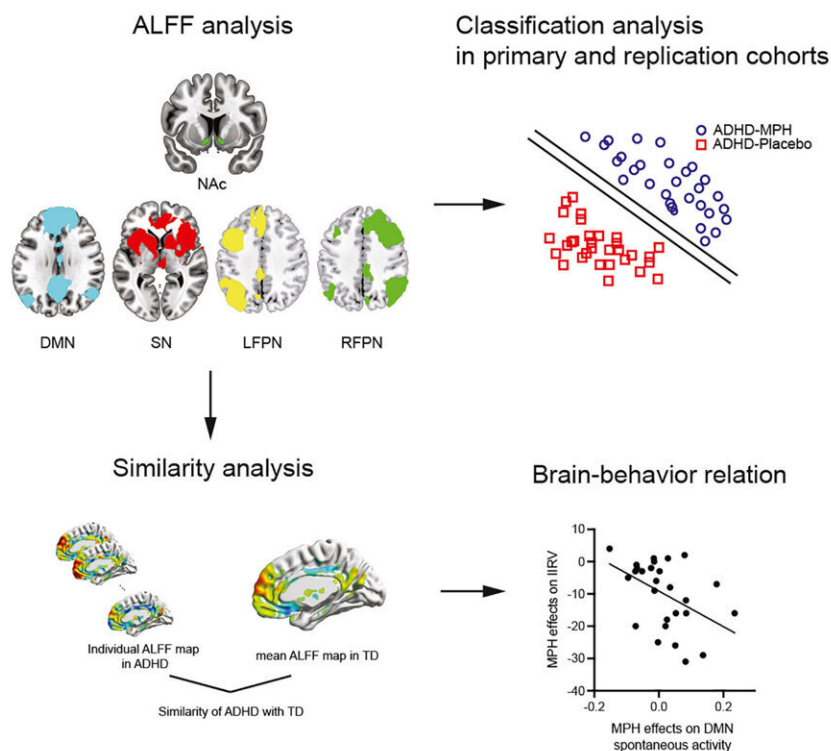 ALFF analysis
NAc
DMN
SN
LFPN
RFPN
Classification analysis
in primary and replication cohorts
ADHD-MPH
ADHD-Placebo
Similarity analysis
Individual ALFF map
in ADHD
mean ALFF map in TD
Similarity of ADHD with TD
Brain-behavior relation
MPH effects on IIRV
10
0
-10
-20
-30
-40
-0.2
0.0
0.2
MPH effects on DMN
spontaneous activity